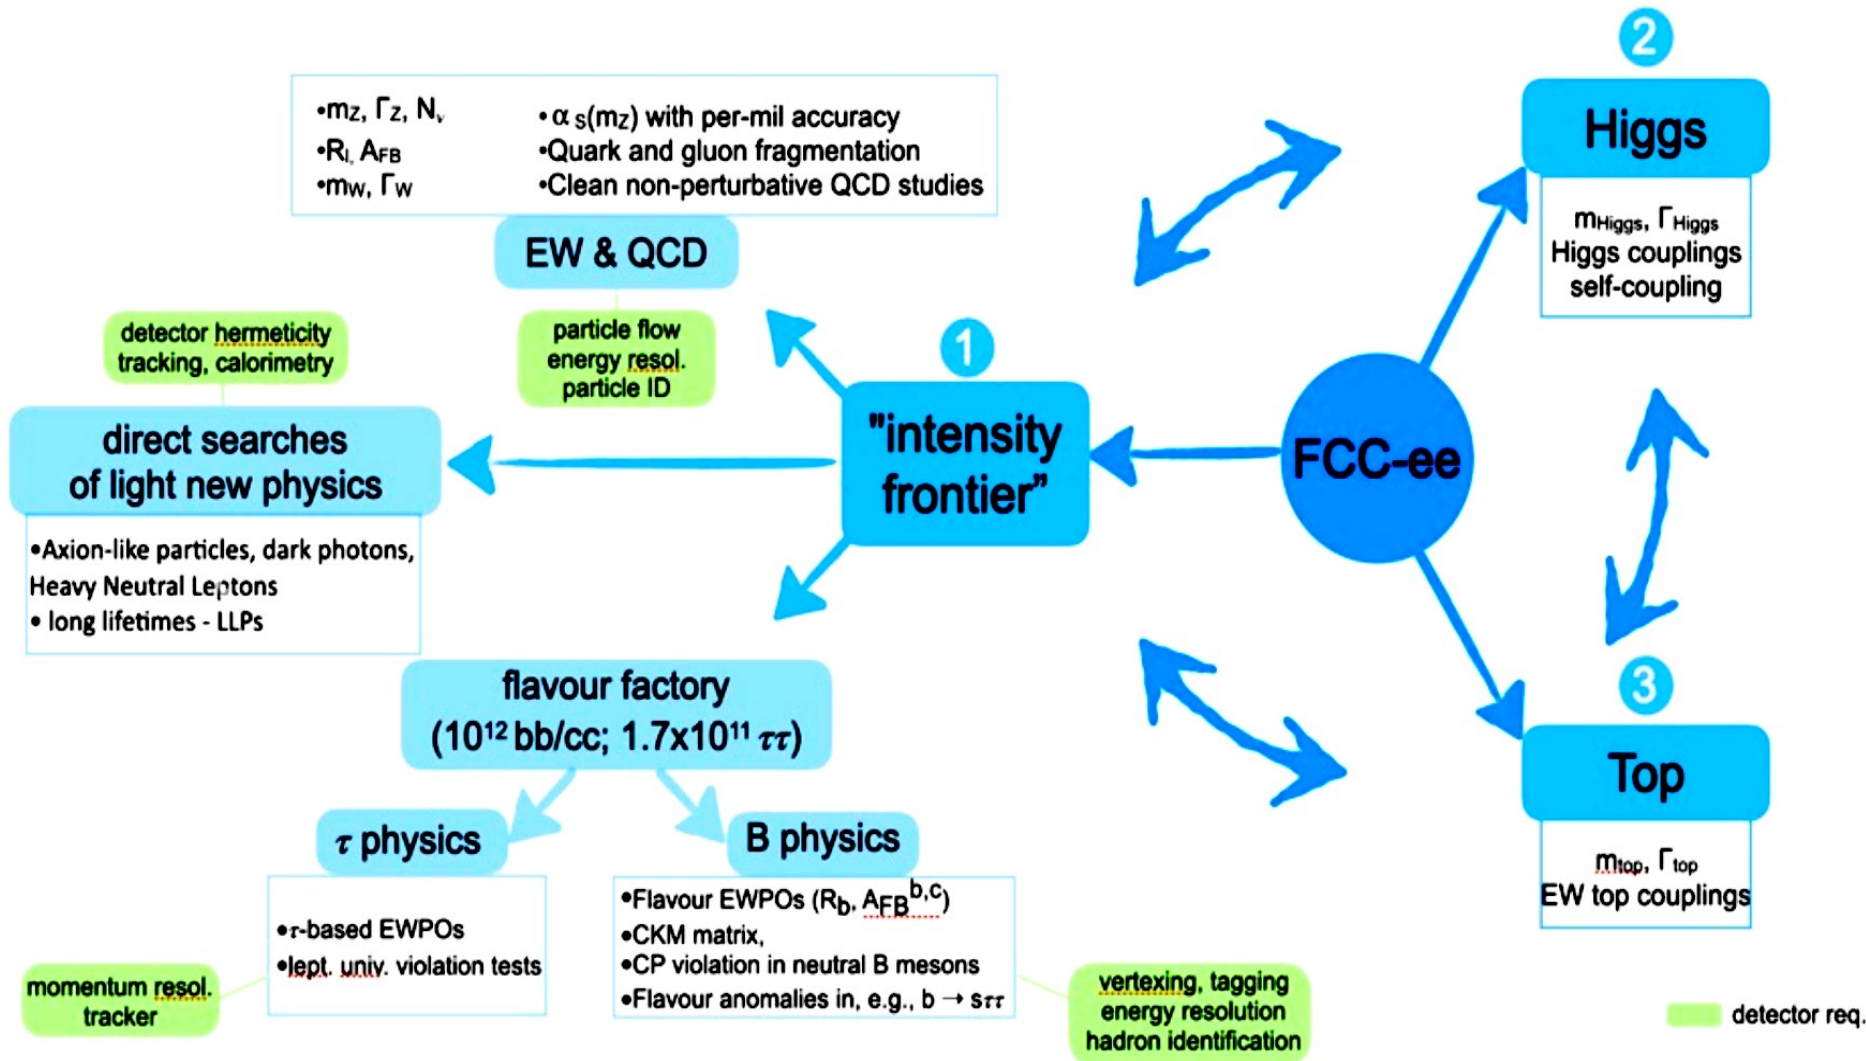 2
Higgs
mHiggs, ΓHiggs
Higgs couplings
self-coupling
•mZ, ΓZ, Nν
•Rl, AFB
•mW, ΓW
•αS(mZ) with per-mil accuracy
•Quark and gluon fragmentation
•Clean non-perturbative QCD studies
EW & QCD
particle flow
energy resol.
particle ID
detector hermeticity
tracking, calorimetry
direct searches
of light new physics
•Axion-like particles, dark photons,
Heavy Neutral Leptons
• long lifetimes - LLPs
1
"intensity
frontier”
FCC-ee
flavour factory
(10¹² bb/cc; 1.7x10¹¹ ττ)
τ physics
•τ-based EWPOs
•lept. univ. violation tests
momentum resol.
tracker
B physics
•Flavour EWPOs (Rb, AFB^b,c)
•CKM matrix,
•CP violation in neutral B mesons
•Flavour anomalies in, e.g., b → sττ
vertexing, tagging
energy resolution
hadron identification
3
Top
mtop, Γtop
EW top couplings
detector req.